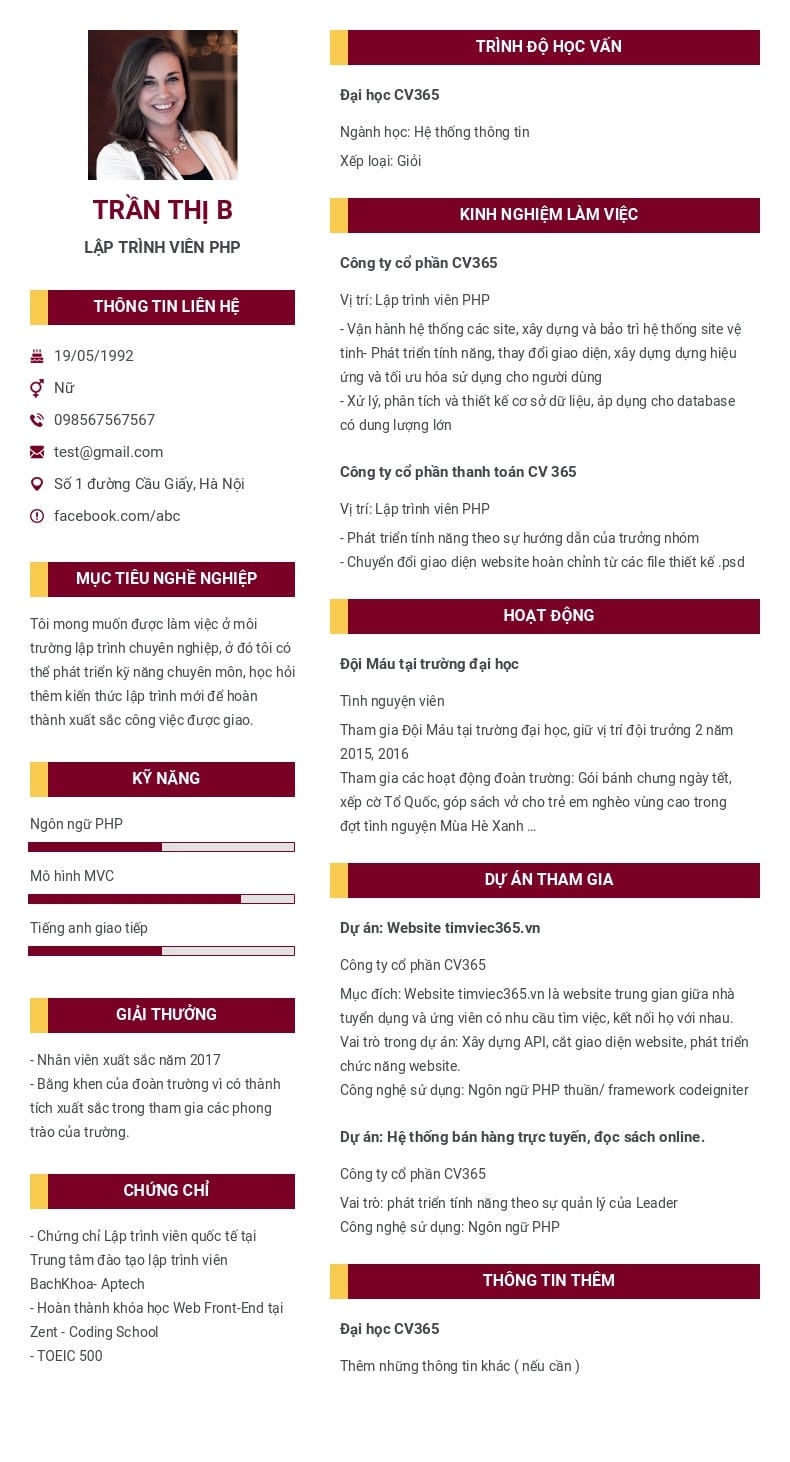 TRẦN THỊ B
LẬP TRÌNH VIÊN PHP
THÔNG TIN LIÊN HỆ
19/05/1992
Nữ
098567567567
test@gmail.com
Số 1 đường Cầu Giấy, Hà Nội
facebook.com/abc
MỤC TIÊU NGHỀ NGHIỆP
Tôi mong muốn được làm việc ở môi
trường lập trình chuyên nghiệp, ở đó tôi có
thể phát triển kỹ năng chuyên môn, học hỏi
thêm kiến thức lập trình mới để hoàn
thành xuất sắc công việc được giao.
KỸ NĂNG
Ngôn ngữ PHP
Mô hình MVC
Tiếng anh giao tiếp
GIẢI THƯỞNG
- Nhân viên xuất sắc năm 2017
- Bằng khen của đoàn trường vì có thành
tích xuất sắc trong tham gia các phong
trào của trường.
CHỨNG CHỈ
- Chứng chỉ Lập trình viên quốc tế tại
Trung tâm đào tạo lập trình viên
BachKhoa- Aptech
- Hoàn thành khóa học Web Front-End tại
Zent - Coding School
- TOEIC 500
TRÌNH ĐỘ HỌC VẤN
Đại học CV365
Ngành học: Hệ thống thông tin
Xếp loại: Giỏi
KINH NGHIỆM LÀM VIỆC
Công ty cổ phần CV365
Vị trí: Lập trình viên PHP
- Vận hành hệ thống các site, xây dựng và bảo trì hệ thống site vệ
tinh- Phát triển tính năng, thay đổi giao diện, xây dựng dựng hiệu
ứng và tối ưu hóa sử dụng cho người dùng
- Xử lý, phân tích và thiết kế cơ sở dữ liệu, áp dụng cho database
có dung lượng lớn
Công ty cổ phần thanh toán CV 365
Vị trí: Lập trình viên PHP
- Phát triển tính năng theo sự hướng dẫn của trưởng nhóm
- Chuyển đổi giao diện website hoàn chỉnh từ các file thiết kế .psd
HOẠT ĐỘNG
Đội Máu tại trường đại học
Tình nguyện viên
Tham gia Đội Máu tại trường đại học, giữ vị trí đội trưởng 2 năm
2015, 2016
Tham gia các hoạt động đoàn trường: Gói bánh chưng ngày tết,
xếp cờ Tổ Quốc, góp sách vở cho trẻ em nghèo vùng cao trong
đợt tình nguyện Mùa Hè Xanh ...
DỰ ÁN THAM GIA
Dự án: Website timviec365.vn
Công ty cổ phần CV365
Mục đích: Website timviec365.vn là website trung gian giữa nhà
tuyển dụng và ứng viên có nhu cầu tìm việc, kết nối họ với nhau.
Vai trò trong dự án: Xây dựng API, cắt giao diện website, phát triển
chức năng website.
Công nghệ sử dụng: Ngôn ngữ PHP thuần/ framework codeigniter
Dự án: Hệ thống bán hàng trực tuyến, đọc sách online.
Công ty cổ phần CV365
Vai trò: phát triển tính năng theo sự quản lý của Leader
Công nghệ sử dụng: Ngôn ngữ PHP
THÔNG TIN THÊM
Đại học CV365
Thêm những thông tin khác ( nếu cần )